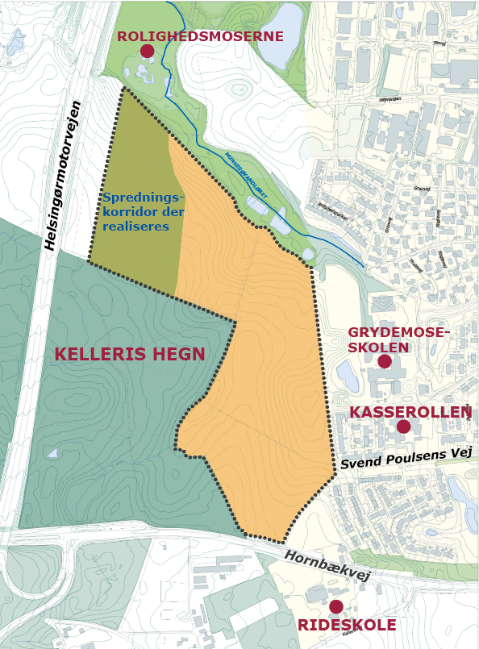 ROLIGHEDSMOSERNE
Helsingørmotorvejen
Sprednings-
korridor der
realiseres
KELLERIS HEGN
GRYDEMOSE-
SKOLEN
KASSEROLLEN
Svend Poulsens Vej
Hornbækvej
RIDESKOLE